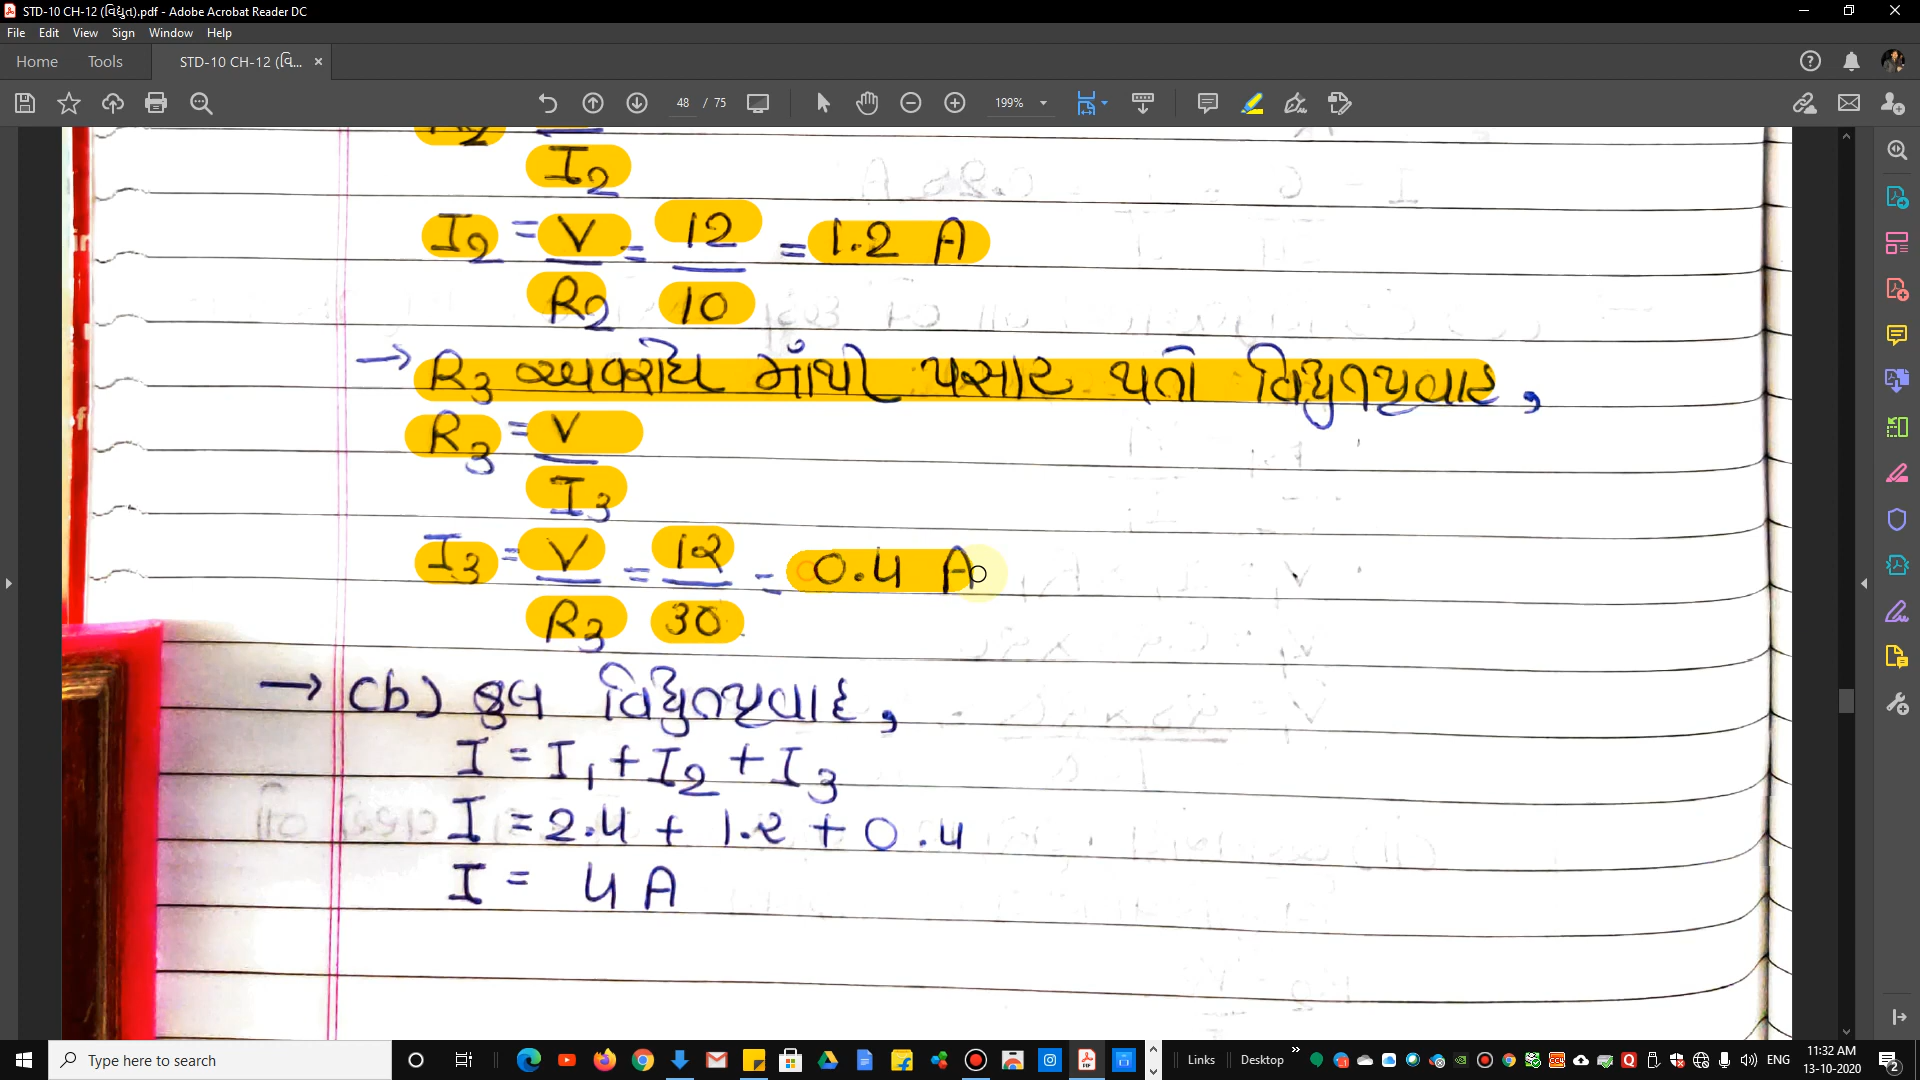 STD-10 CH-12 (વિદ્યુત).pdf - Adobe Acrobat Reader DC
File Edit View Sign Window Help
Home Tools STD-10 CH-12 (વિ... ×
48 / 75 199%
R2
I2
I2 = V = 12 = 1.2 A
R2 10
→ R3 અવરોધ માંથી પસાર થતો વિદ્યુતપ્રવાહ,
R3 = V
I3
I3 = V = 12 = 0.4 A
R3 30
→ (b) કુલ વિદ્યુતપ્રવાહ,
I = I1 + I2 + I3
I = 2.4 + 1.2 + 0.4
I = 4 A
Type here to search Links Desktop » ENG 11:32 AM
13-10-2020 2